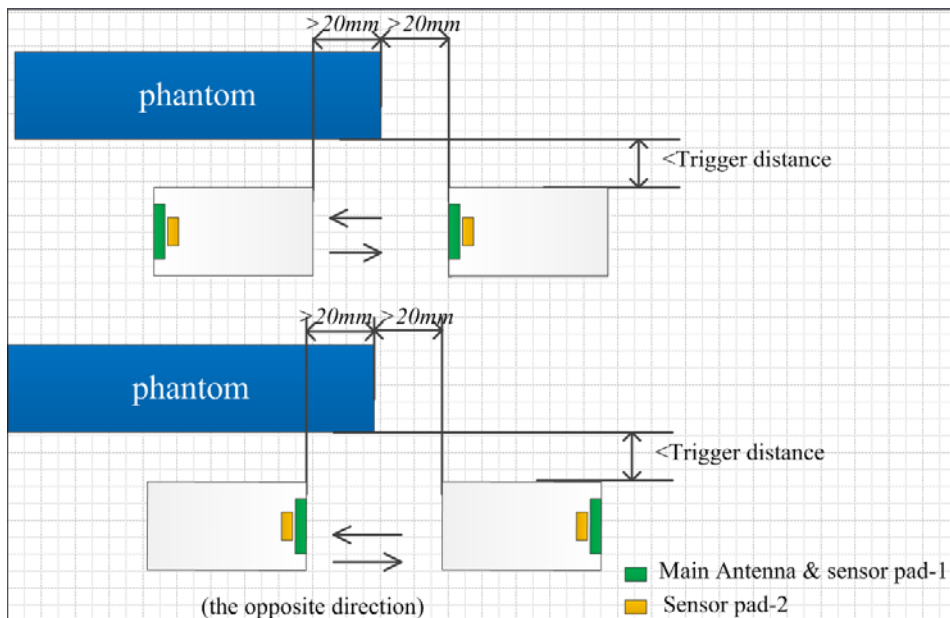 >20mm >20mm
phantom
<Trigger distance
>20mm >20mm
phantom
<Trigger distance
Main Antenna & sensor pad-1
(the opposite direction)
Sensor pad-2